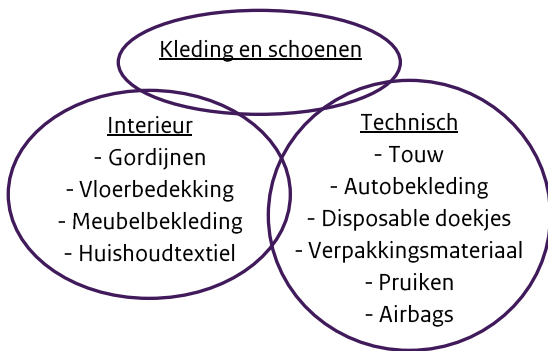 Kleding en schoenen
Interieur
- Gordijnen
- Vloerbedekking
- Meubelbekleding
- Huishoudtextiel
Technisch
- Touw
- Autobekleding
- Disposable doekjes
- Verpakkingsmateriaal
- Pruiken
- Airbags